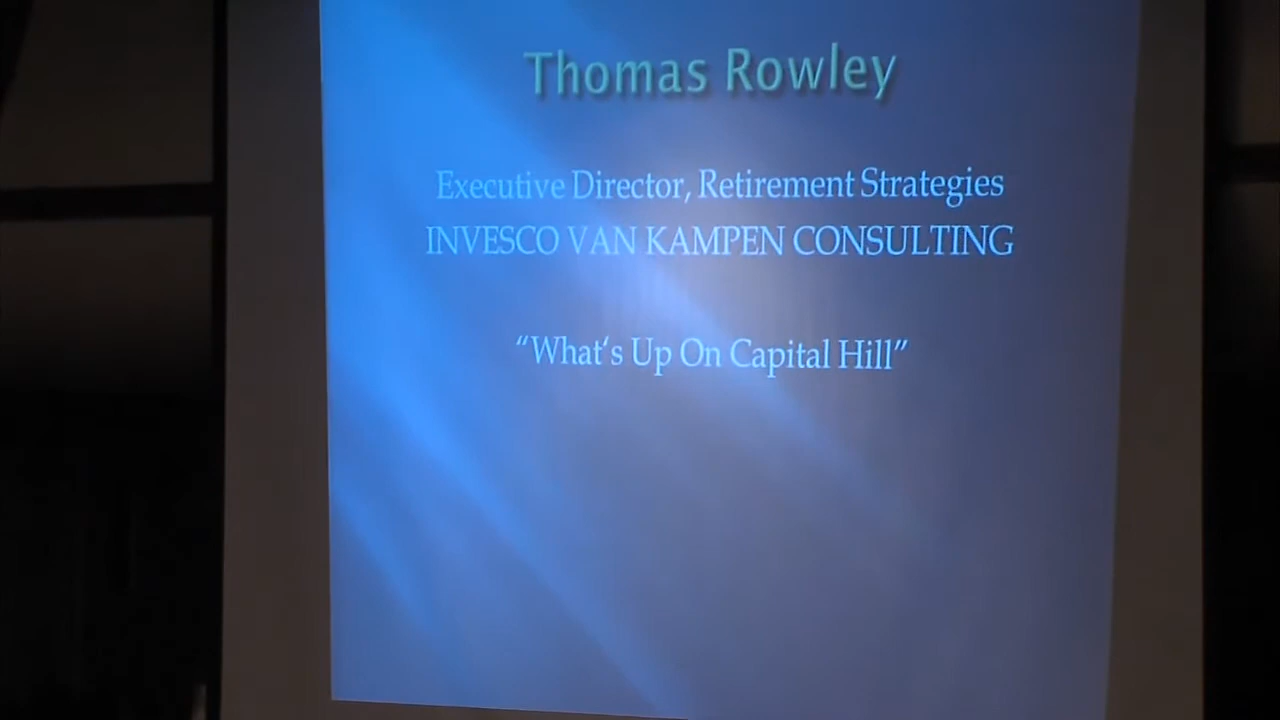 Thomas Rowley
Executive Director, Retirement Strategies
INVESCO VAN KAMPEN CONSULTING
“What‘s Up On Capital Hill”